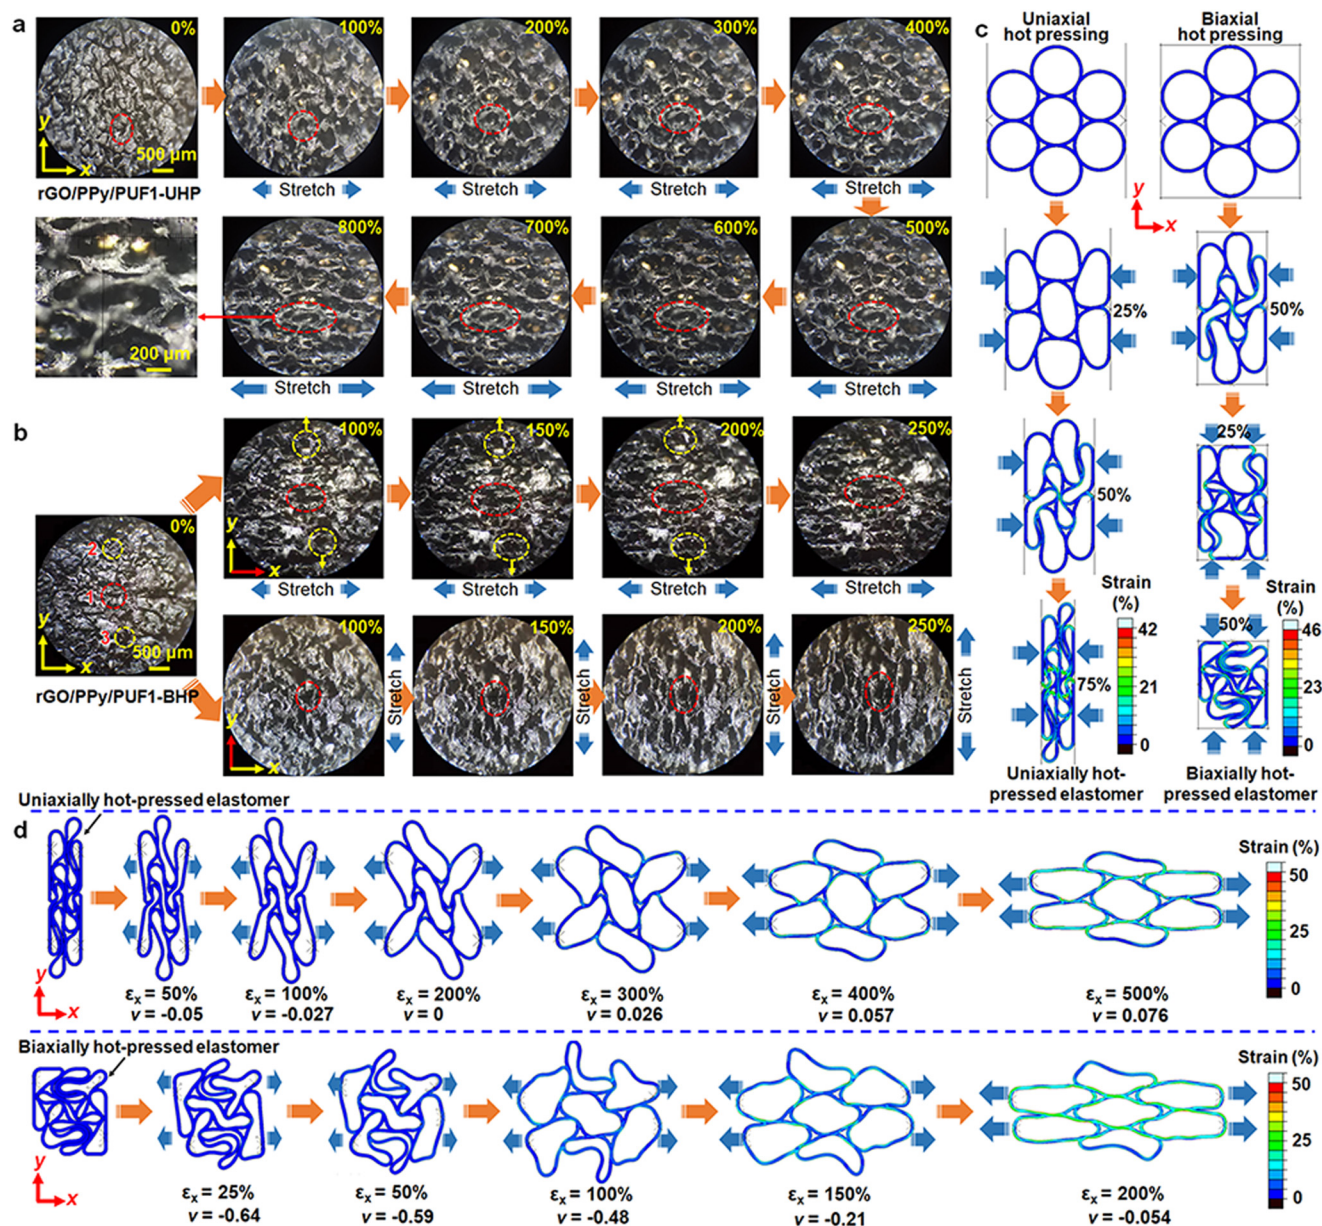 a
0%
100%
200%
300%
400%
y
x
500 µm
rGO/PPy/PUF1-UHP
Stretch
Stretch
Stretch
Stretch
800%
700%
600%
500%
200 µm
Stretch
Stretch
Stretch
Stretch
b
100%
150%
200%
250%
y
x
Stretch
Stretch
Stretch
Stretch
0%
2
1
3
y
x
500 µm
rGO/PPy/PUF1-BHP
100%
150%
200%
250%
y
x
Stretch
Stretch
Stretch
Stretch
c
Uniaxial
hot pressing
Biaxial
hot pressing
y
x
25%
50%
25%
50%
50%
75%
Strain
(%)
42
21
0
Strain
(%)
46
23
0
Uniaxially hot-
pressed elastomer
Biaxially hot-
pressed elastomer
d
Uniaxially hot-pressed elastomer
y
x
εx = 50%
v = -0.05
εx = 100%
v = -0.027
εx = 200%
v = 0
εx = 300%
v = 0.026
εx = 400%
v = 0.057
εx = 500%
v = 0.076
Strain (%)
50
25
0
Biaxially hot-pressed elastomer
y
x
εx = 25%
v = -0.64
εx = 50%
v = -0.59
εx = 100%
v = -0.48
εx = 150%
v = -0.21
εx = 200%
v = -0.054
Strain (%)
50
25
0